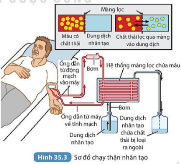 Màng lọc
Máu có
chất thải
Dung dịch
nhân tạo
Chất thải lọc qua màng
vào dung dịch
Ống dẫn
từ động
mạch
vào máy
Bơm
Hệ thống màng lọc chứa máu
Bơm
Ống dẫn từ máy
về tĩnh mạch
Dung dịch
nhân tạo
Dung dịch
nhân tạo
chứa chất
thải bị loại
ra ngoài
Hình 35.3 Sơ đồ chạy thận nhân tạo